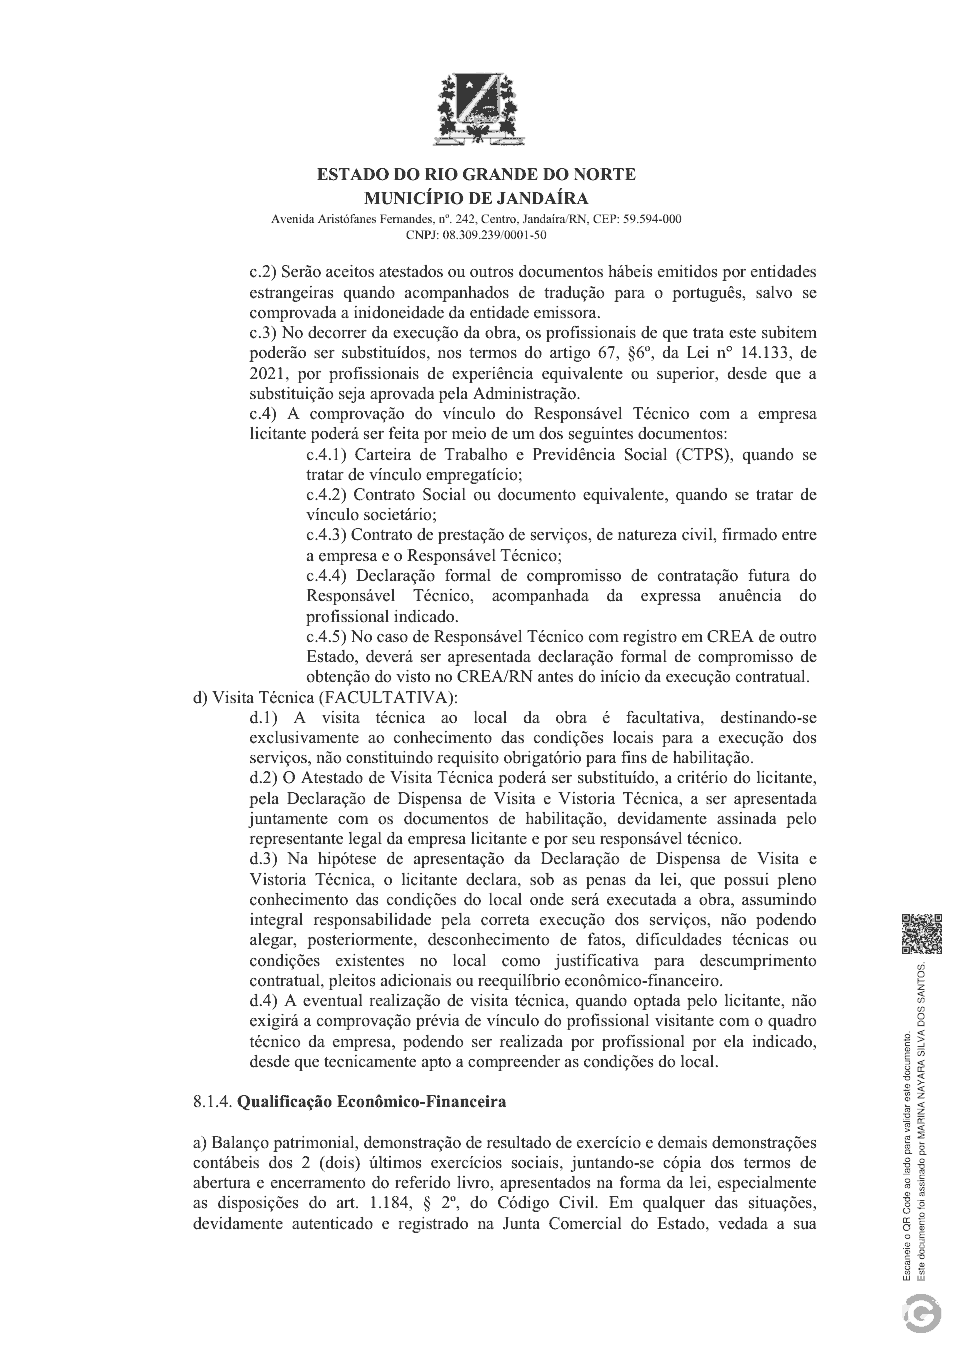 ESTADO DO RIO GRANDE DO NORTE
MUNICÍPIO DE JANDAÍRA
Avenida Aristófanes Fernandes, nº. 242, Centro, Jandaíra/RN, CEP: 59.594-000
CNPJ: 08.309.239/0001-50
c.2) Serão aceitos atestados ou outros documentos hábeis emitidos por entidades
estrangeiras quando acompanhados de tradução para o português, salvo se
comprovada a inidoneidade da entidade emissora.
c.3) No decorrer da execução da obra, os profissionais de que trata este subitem
poderão ser substituídos, nos termos do artigo 67, §6º, da Lei n° 14.133, de
2021, por profissionais de experiência equivalente ou superior, desde que a
substituição seja aprovada pela Administração.
c.4) A comprovação do vínculo do Responsável Técnico com a empresa
licitante poderá ser feita por meio de um dos seguintes documentos:
c.4.1) Carteira de Trabalho e Previdência Social (CTPS), quando se
tratar de vínculo empregatício;
c.4.2) Contrato Social ou documento equivalente, quando se tratar de
vínculo societário;
c.4.3) Contrato de prestação de serviços, de natureza civil, firmado entre
a empresa e o Responsável Técnico;
c.4.4) Declaração formal de compromisso de contratação futura do
Responsável Técnico, acompanhada da expressa anuência do
profissional indicado.
c.4.5) No caso de Responsável Técnico com registro em CREA de outro
Estado, deverá ser apresentada declaração formal de compromisso de
obtenção do visto no CREA/RN antes do início da execução contratual.
d) Visita Técnica (FACULTATIVA):
d.1) A visita técnica ao local da obra é facultativa, destinando-se
exclusivamente ao conhecimento das condições locais para a execução dos
serviços, não constituindo requisito obrigatório para fins de habilitação.
d.2) O Atestado de Visita Técnica poderá ser substituído, a critério do licitante,
pela Declaração de Dispensa de Visita e Vistoria Técnica, a ser apresentada
juntamente com os documentos de habilitação, devidamente assinada pelo
representante legal da empresa licitante e por seu responsável técnico.
d.3) Na hipótese de apresentação da Declaração de Dispensa de Visita e
Vistoria Técnica, o licitante declara, sob as penas da lei, que possui pleno
conhecimento das condições do local onde será executada a obra, assumindo
integral responsabilidade pela correta execução dos serviços, não podendo
alegar, posteriormente, desconhecimento de fatos, dificuldades técnicas ou
condições existentes no local como justificativa para descumprimento
contratual, pleitos adicionais ou reequilíbrio econômico-financeiro.
d.4) A eventual realização de visita técnica, quando optada pelo licitante, não
exigirá a comprovação prévia de vínculo do profissional visitante com o quadro
técnico da empresa, podendo ser realizada por profissional por ela indicado,
desde que tecnicamente apto a compreender as condições do local.
8.1.4. Qualificação Econômico-Financeira
a) Balanço patrimonial, demonstração de resultado de exercício e demais demonstrações
contábeis dos 2 (dois) últimos exercícios sociais, juntando-se cópia dos termos de
abertura e encerramento do referido livro, apresentados na forma da lei, especialmente
as disposições do art. 1.184, § 2º, do Código Civil. Em qualquer das situações,
devidamente autenticado e registrado na Junta Comercial do Estado, vedada a sua
Escaneie o QR Code ao lado para validar este documento.
Este documento foi assinado por MARINA NAYARA SILVA DOS SANTOS.
G